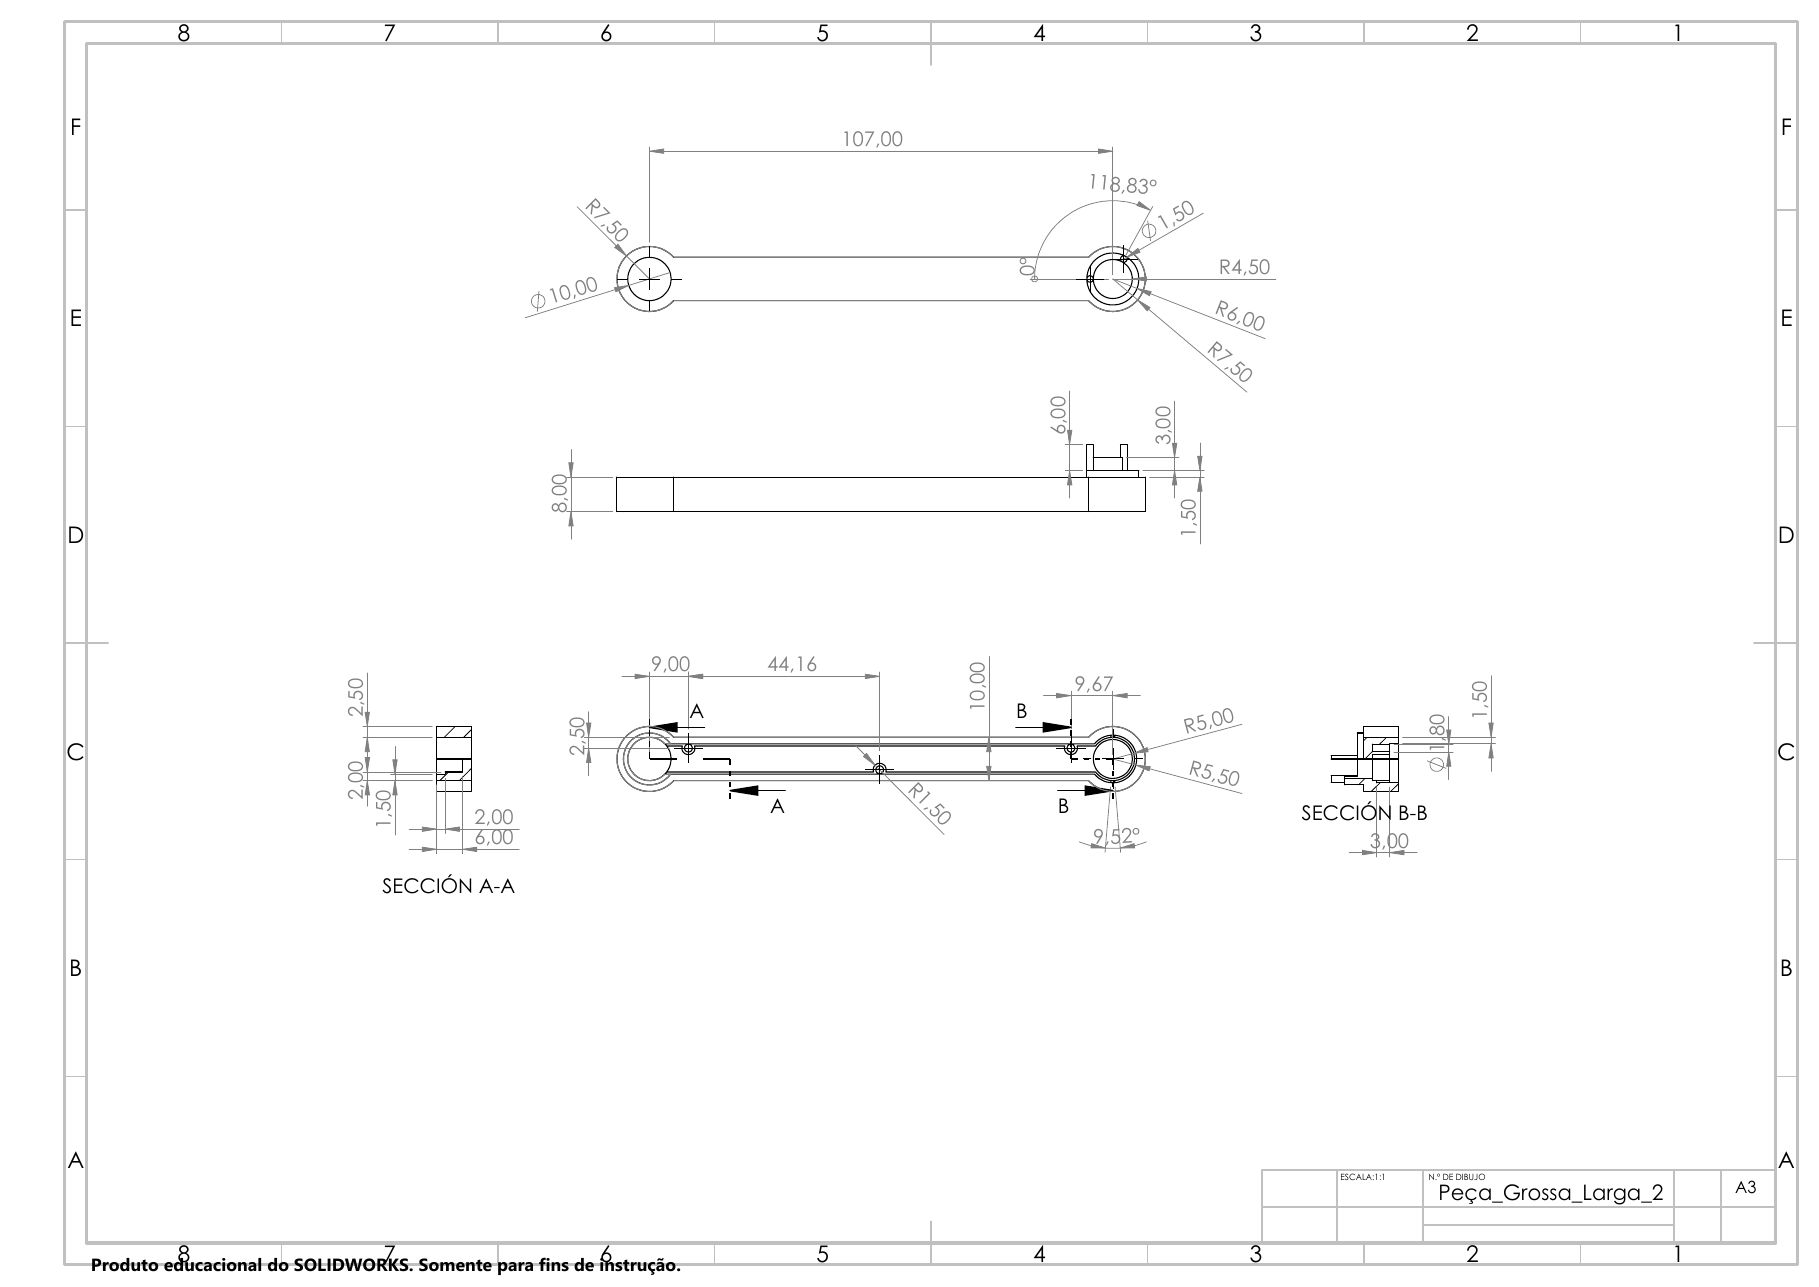 8 7 6 5 4 3 2 1
F F
107,00
118,83°
R7,50
Ø1,50
0°
R4,50
E E
Ø10,00
R6,00
R7,50
6,00
3,00
8,00
1,50
D D
9,00 44,16 10,00 9,67
2,50 1,50
A B
R5,00
2,50 Ø1,80
C C
2,00 R5,50
1,50 A R1,50 B
2,00 SECCIÓN B-B
6,00 9,52° 3,00
SECCIÓN A-A
B B
A A
ESCALA:1:1 N.º DE DIBUJO
Peça_Grossa_Larga_2 A3
8 7 6 5 4 3 2 1
Produto educacional do SOLIDWORKS. Somente para fins de instrução.